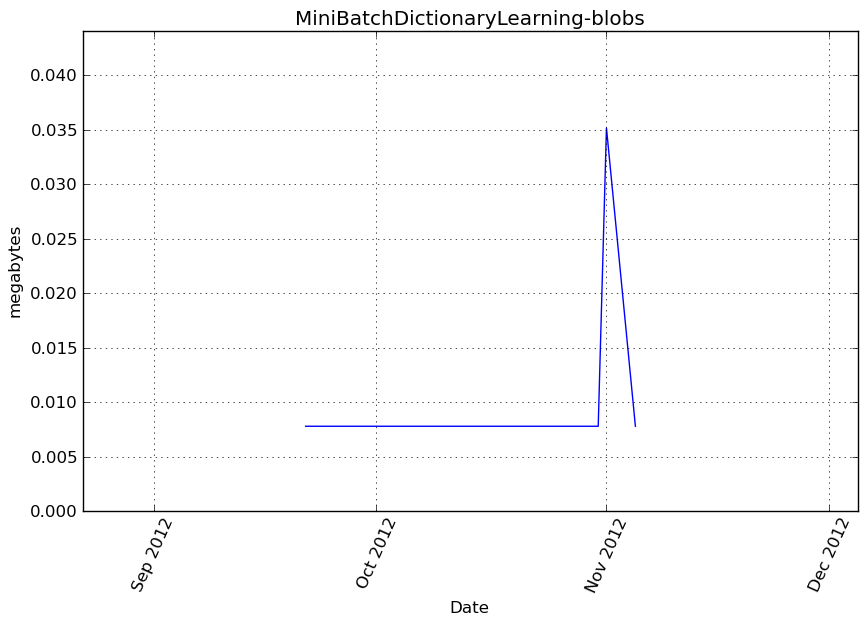 MiniBatchDictionaryLearning-blobs
0.040
0.035
0.030
0.025
0.020
0.015
0.010
0.005
0.000
megabytes
Sep 2012
Oct 2012
Nov 2012
Dec 2012
Date